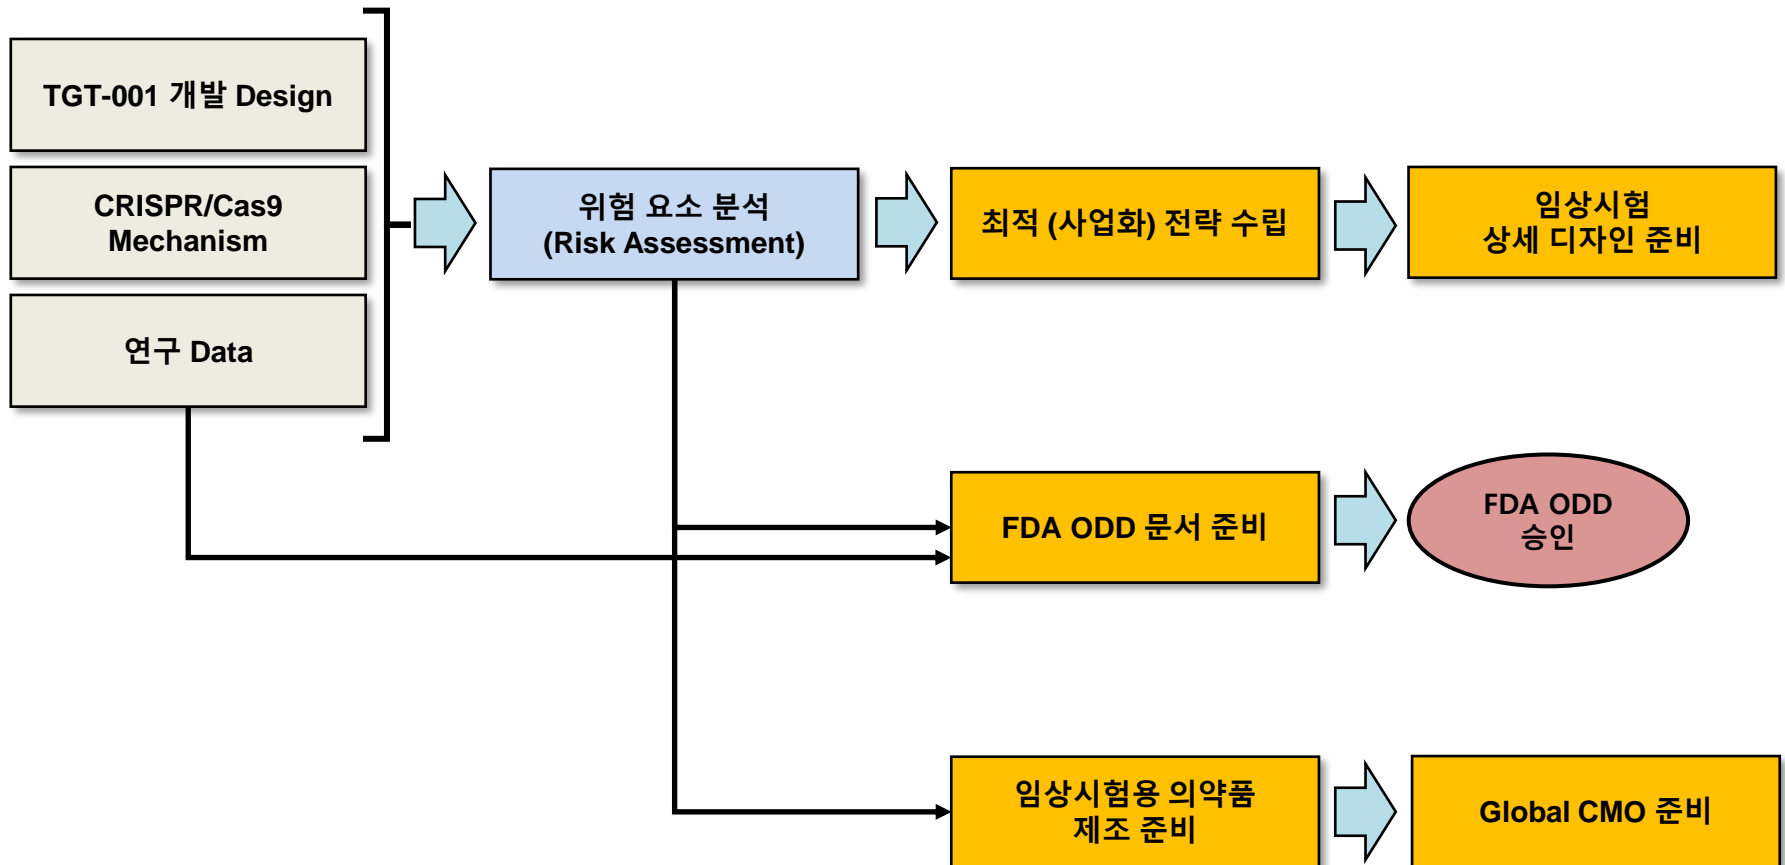 TGT-001 개발 Design
CRISPR/Cas9
Mechanism
연구 Data
위험 요소 분석
(Risk Assessment)
최적 (사업화) 전략 수립
임상시험
상세 디자인 준비
FDA ODD 문서 준비
FDA ODD
승인
임상시험용 의약품
제조 준비
Global CMO 준비